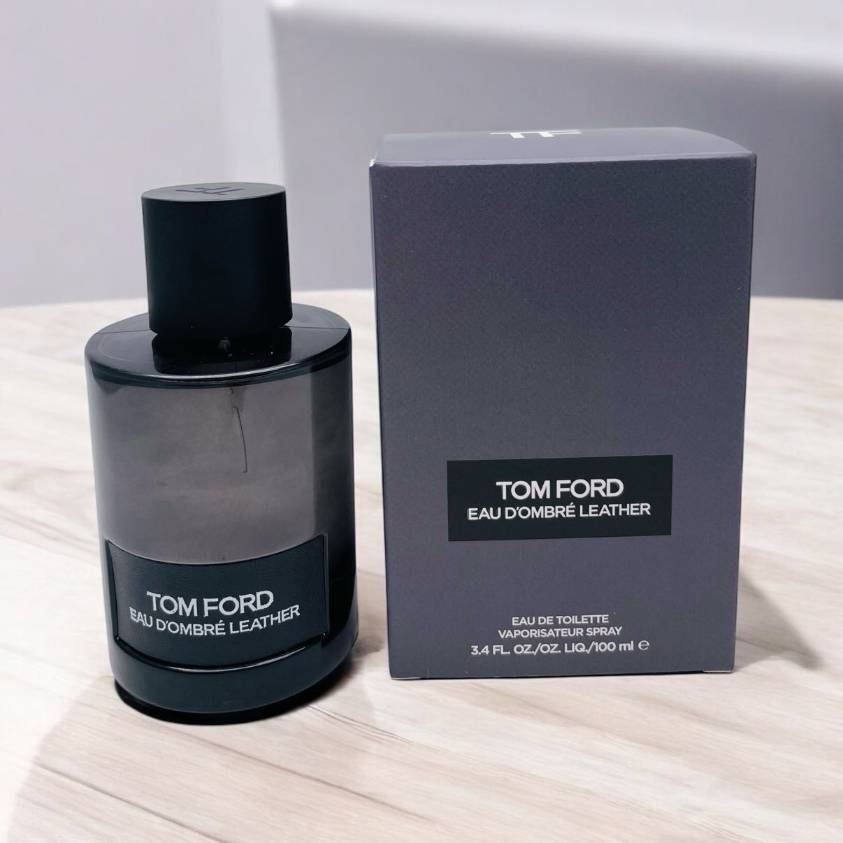 TF
TOM FORD
EAU D'OMBRÉ LEATHER
TOM FORD
EAU D'OMBRÉ LEATHER
EAU DE TOILETTE
VAPORISATEUR SPRAY
3.4 FL. OZ./OZ. LIQ./100 ml ℮